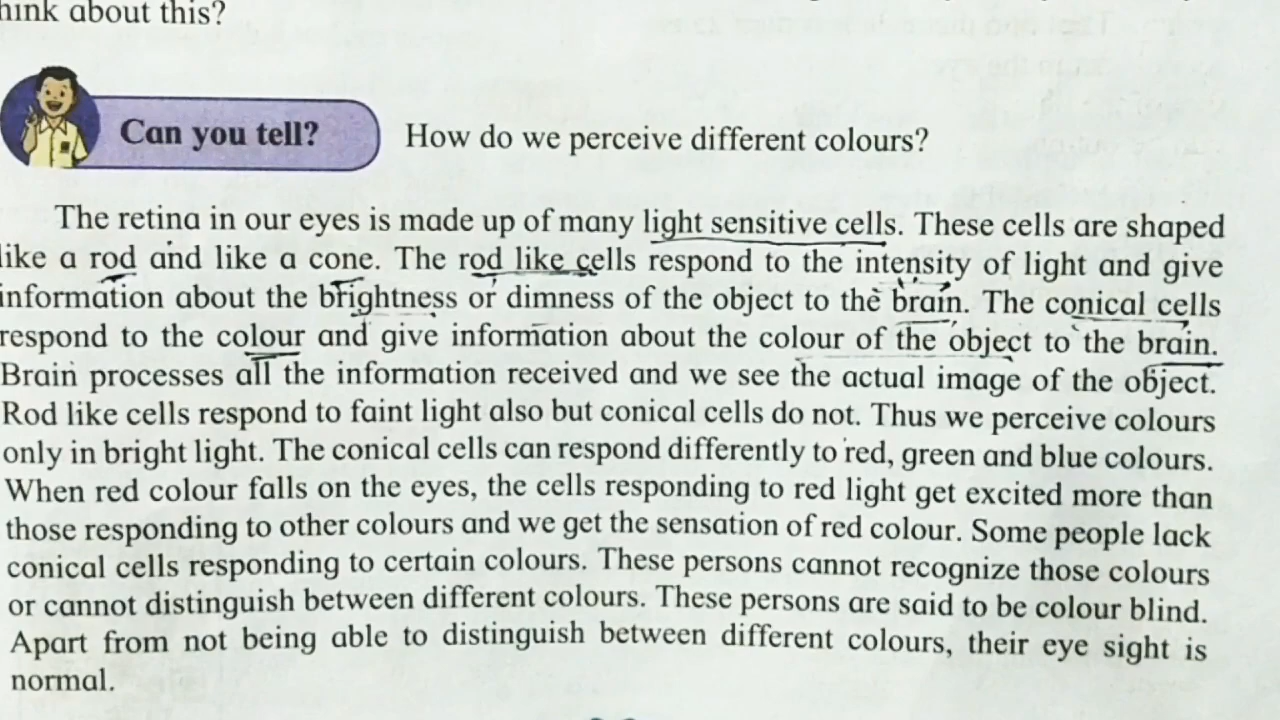 think about this?
Can you tell? How do we perceive different colours?
The retina in our eyes is made up of many light sensitive cells. These cells are shaped
like a rod and like a cone. The rod like cells respond to the intensity of light and give
information about the brightness or dimness of the object to the brain. The conical cells
respond to the colour and give information about the colour of the object to the brain.
Brain processes all the information received and we see the actual image of the object.
Rod like cells respond to faint light also but conical cells do not. Thus we perceive colours
only in bright light. The conical cells can respond differently to red, green and blue colours.
When red colour falls on the eyes, the cells responding to red light get excited more than
those responding to other colours and we get the sensation of red colour. Some people lack
conical cells responding to certain colours. These persons cannot recognize those colours
or cannot distinguish between different colours. These persons are said to be colour blind.
Apart from not being able to distinguish between different colours, their eye sight is
normal.